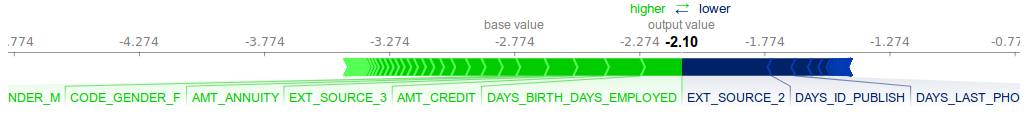 higher ⇄ lower
base value output value
.774 -4.274 -3.774 -3.274 -2.774 -2.274 -2.10 -1.774 -1.274 -0.77
NDER_M CODE_GENDER_F AMT_ANNUITY EXT_SOURCE_3 AMT_CREDIT DAYS_BIRTH_DAYS_EMPLOYED EXT_SOURCE_2 DAYS_ID_PUBLISH DAYS_LAST_PHO